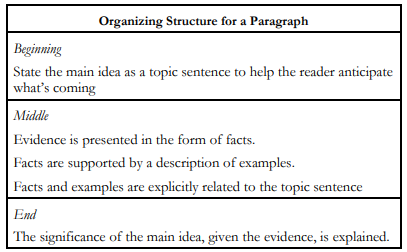 Organizing Structure for a Paragraph
Beginning
State the main idea as a topic sentence to help the reader anticipate
what's coming
Middle
Evidence is presented in the form of facts.
Facts are supported by a description of examples.
Facts and examples are explicitly related to the topic sentence
End
The significance of the main idea, given the evidence, is explained.